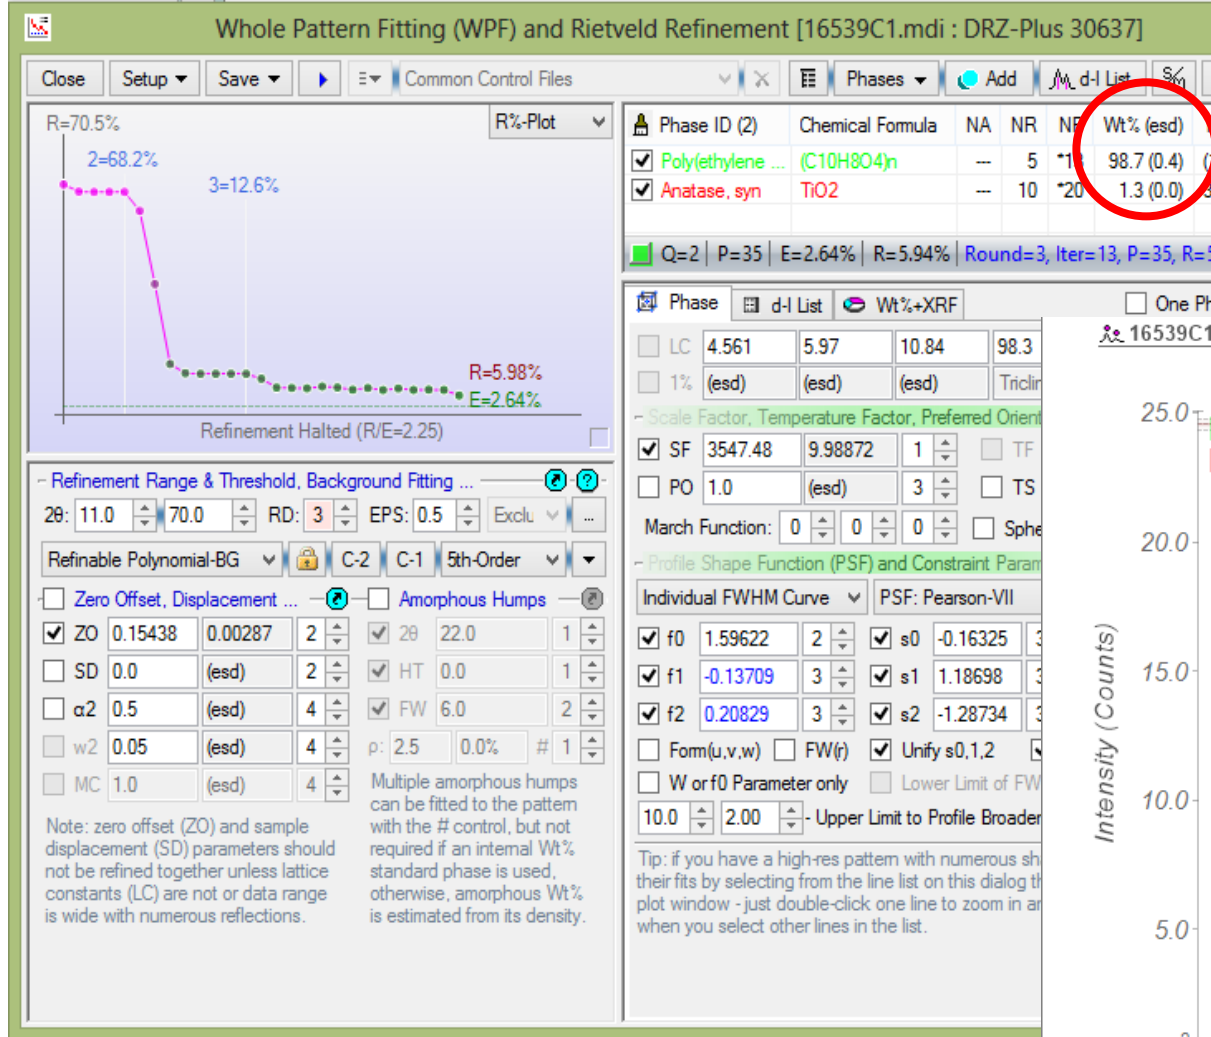 Whole Pattern Fitting (WPF) and Rietveld Refinement [16539C1.mdi : DRZ-Plus 30637]
Close Setup Save Common Control Files Phases Add d-I List S/M
R=70.5% R%-Plot
2=68.2%
3=12.6%
R=5.98%
E=2.64%
Refinement Halted (R/E=2.25)
Phase ID (2) Chemical Formula NA NR Wt% (esd)
Poly(ethylene ... (C10H8O4)n --- 5 98.7 (0.4)
Anatase, syn TiO2 --- 10 *20 1.3 (0.0)
Q=2 P=35 E=2.64% R=5.94% Round=3, Iter=13, P=35, R=5
Refinement Range & Threshold, Background Fitting ... ?
2θ: 11.0 70.0 RD: 3 EPS: 0.5 Exclu ...
Refinable Polynomial-BG C-2 C-1 5th-Order
Zero Offset, Displacement ... Amorphous Humps
ZO 0.15438 0.00287 2 2θ 22.0 1
SD 0.0 (esd) 2 HT 0.0 1
α2 0.5 (esd) 4 FW 6.0 2
w2 0.05 (esd) 4 ρ: 2.5 0.0% # 1
MC 1.0 (esd) 4
Multiple amorphous humps
can be fitted to the pattern
with the # control, but not
required if an internal Wt%
standard phase is used,
otherwise, amorphous Wt%
is estimated from its density.
Note: zero offset (ZO) and sample
displacement (SD) parameters should
not be refined together unless lattice
constants (LC) are not or data range
is wide with numerous reflections.
Phase d-I List Wt%+XRF One Ph
LC 4.561 5.97 10.84 98.3
1% (esd) (esd) (esd) Triclin
Scale Factor, Temperature Factor, Preferred Orient
SF 3547.48 9.98872 1 TF
PO 1.0 (esd) 3 TS
March Function: 0 0 0 Sphe
Profile Shape Function (PSF) and Constraint Param
Individual FWHM Curve PSF: Pearson-VII
f0 1.59622 2 s0 -0.16325 3
f1 -0.13709 3 s1 1.18698 3
f2 0.20829 3 s2 -1.28734 3
Form(u,v,w) FW(r) Unify s0,1,2
W or f0 Parameter only Lower Limit of FW
10.0 2.00 - Upper Limit to Profile Broader
Tip: if you have a high-res pattern with numerous sh
their fits by selecting from the line list on this dialog th
plot window - just double-click one line to zoom in an
when you select other lines in the list.
16539C1
25.0
20.0
15.0
10.0
5.0
Intensity (Counts)